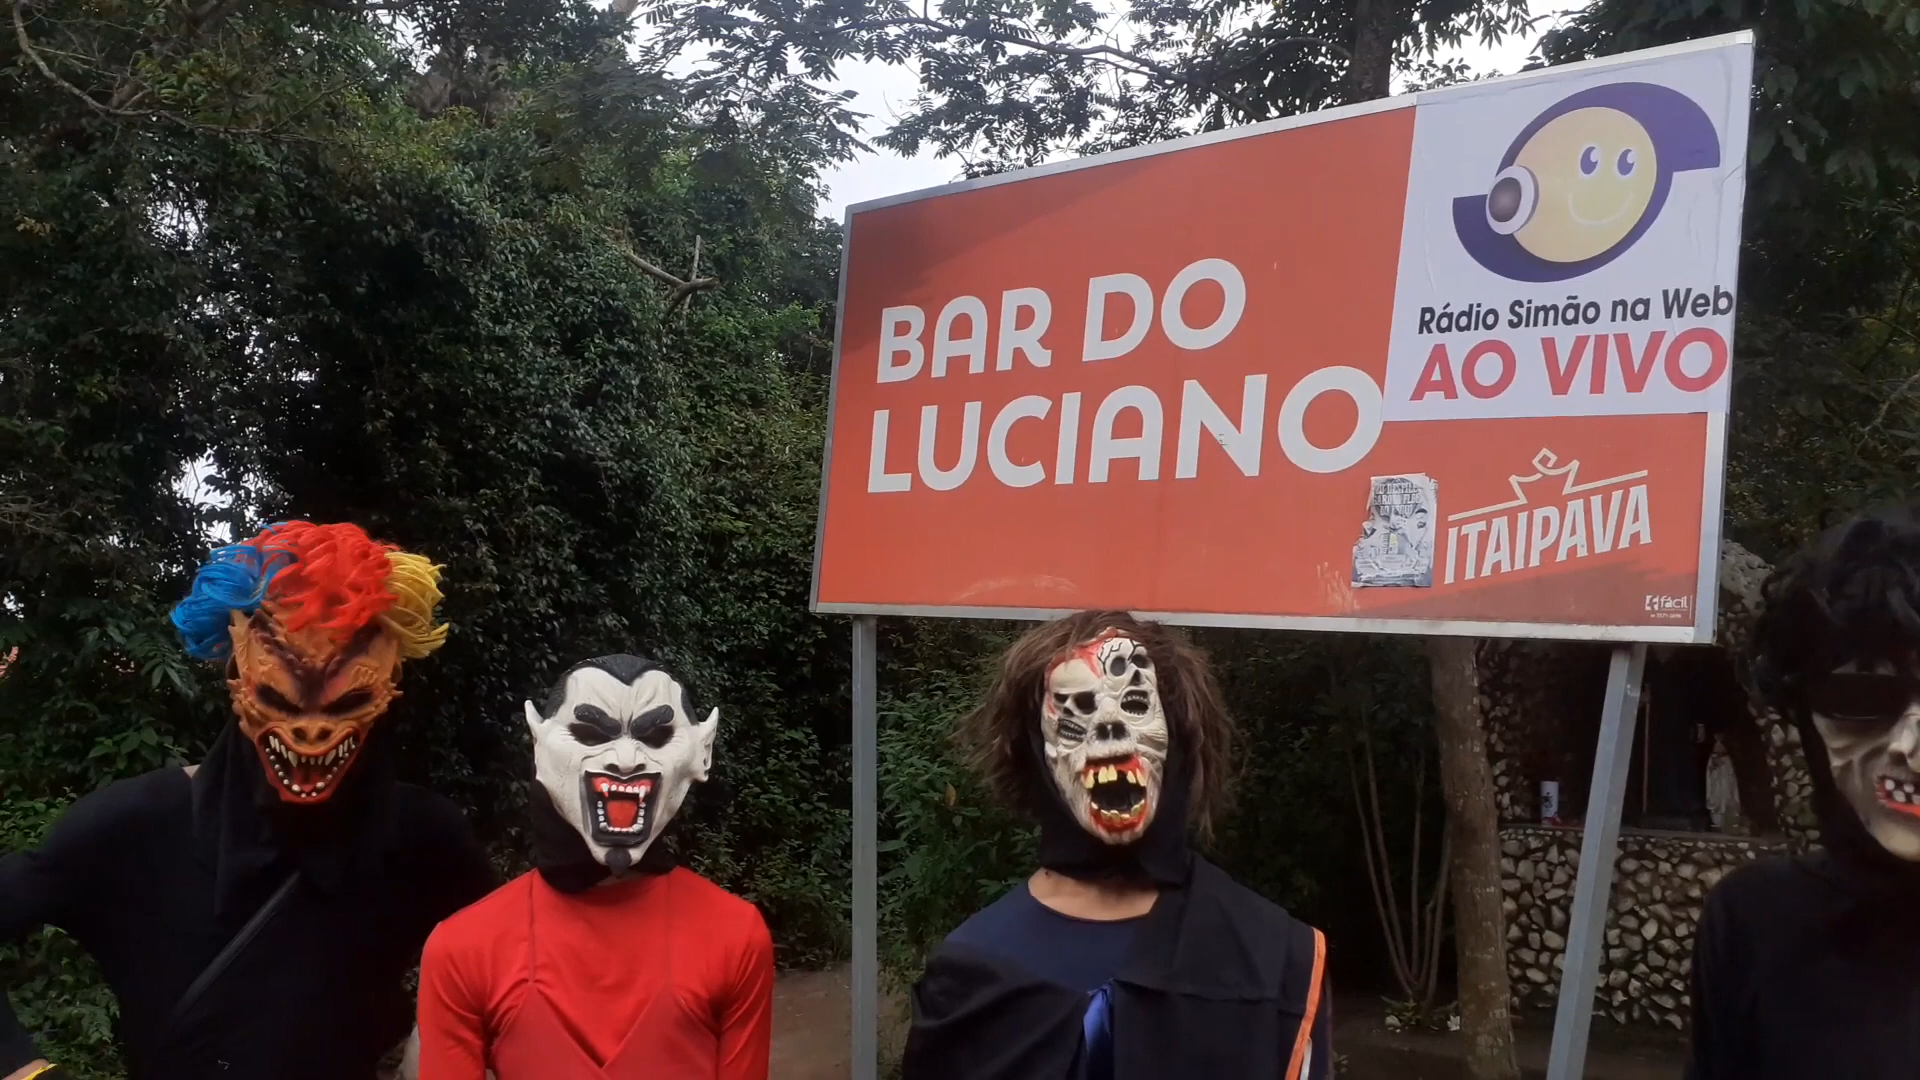 BAR DO
LUCIANO
Rádio Simão na Web
AO VIVO
ITAIPAVA
fácil